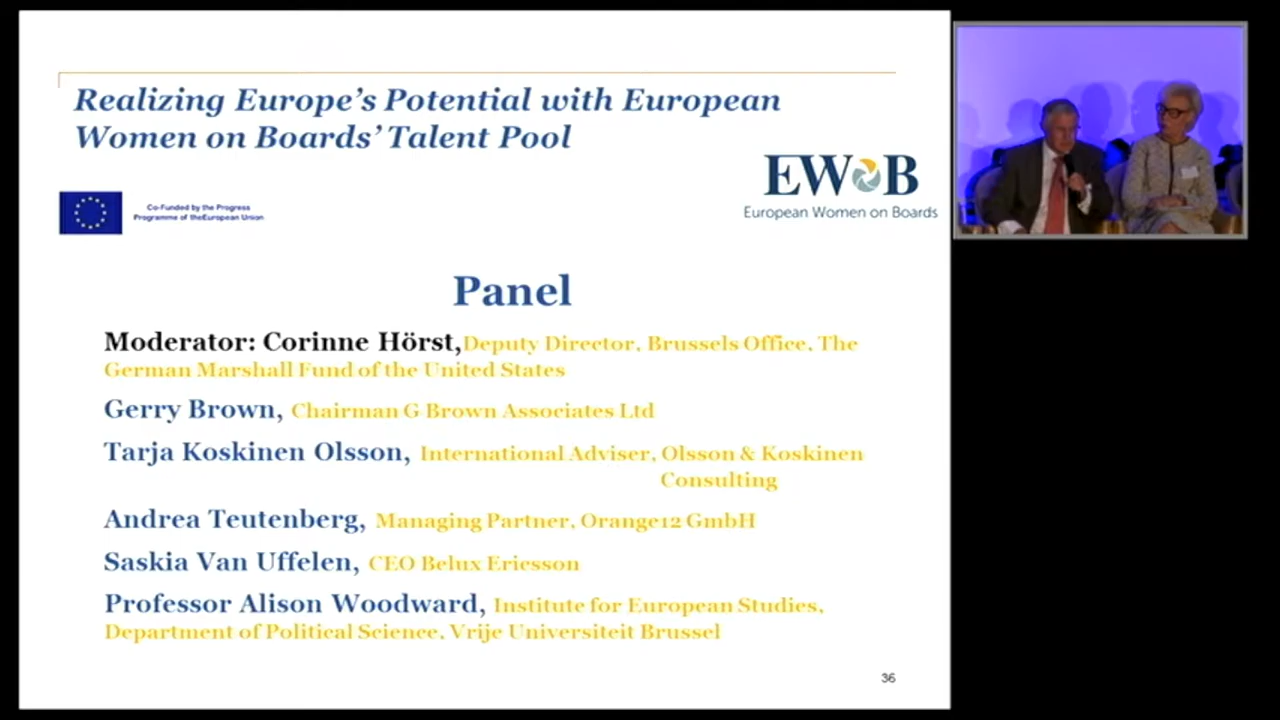 Realizing Europe's Potential with European
Women on Boards' Talent Pool
EWoB
European Women on Boards
Co-Funded by the Progress
Programme of theEuropean Union
Panel
Moderator: Corinne Hörst,Deputy Director, Brussels Office, The
German Marshall Fund of the United States
Gerry Brown, Chairman G Brown Associates Ltd
Tarja Koskinen Olsson, International Adviser, Olsson & Koskinen
Consulting
Andrea Teutenberg, Managing Partner, Orange12 GmbH
Saskia Van Uffelen, CEO Belux Ericsson
Professor Alison Woodward, Institute for European Studies,
Department of Political Science, Vrije Universiteit Brussel
36